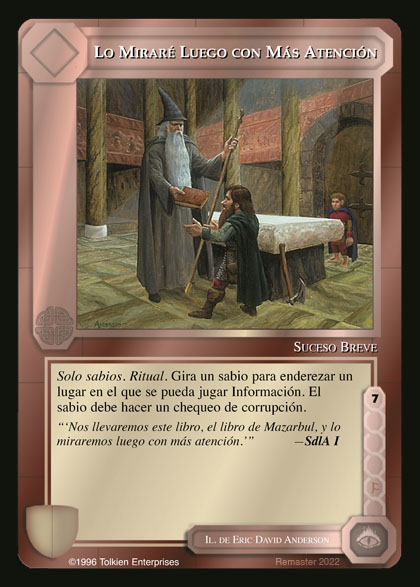 Lo Miraré Luego con Más Atención
Anderson
Suceso Breve
Solo sabios. Ritual. Gira un sabio para enderezar un
lugar en el que se pueda jugar Información. El
sabio debe hacer un chequeo de corrupción.
“‘Nos llevaremos este libro, el libro de Mazarbul, y lo
miraremos luego con más atención.’” —SdlA I
7
Il. de Eric David Anderson
©1996 Tolkien Enterprises Remaster 2022